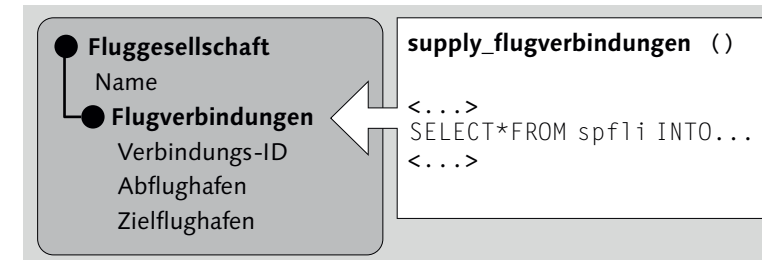 Fluggesellschaft
Name
Flugverbindungen
Verbindungs-ID
Abflughafen
Zielflughafen
supply_flugverbindungen ()
<...>
SELECT*FROM spfli INTO...
<...>